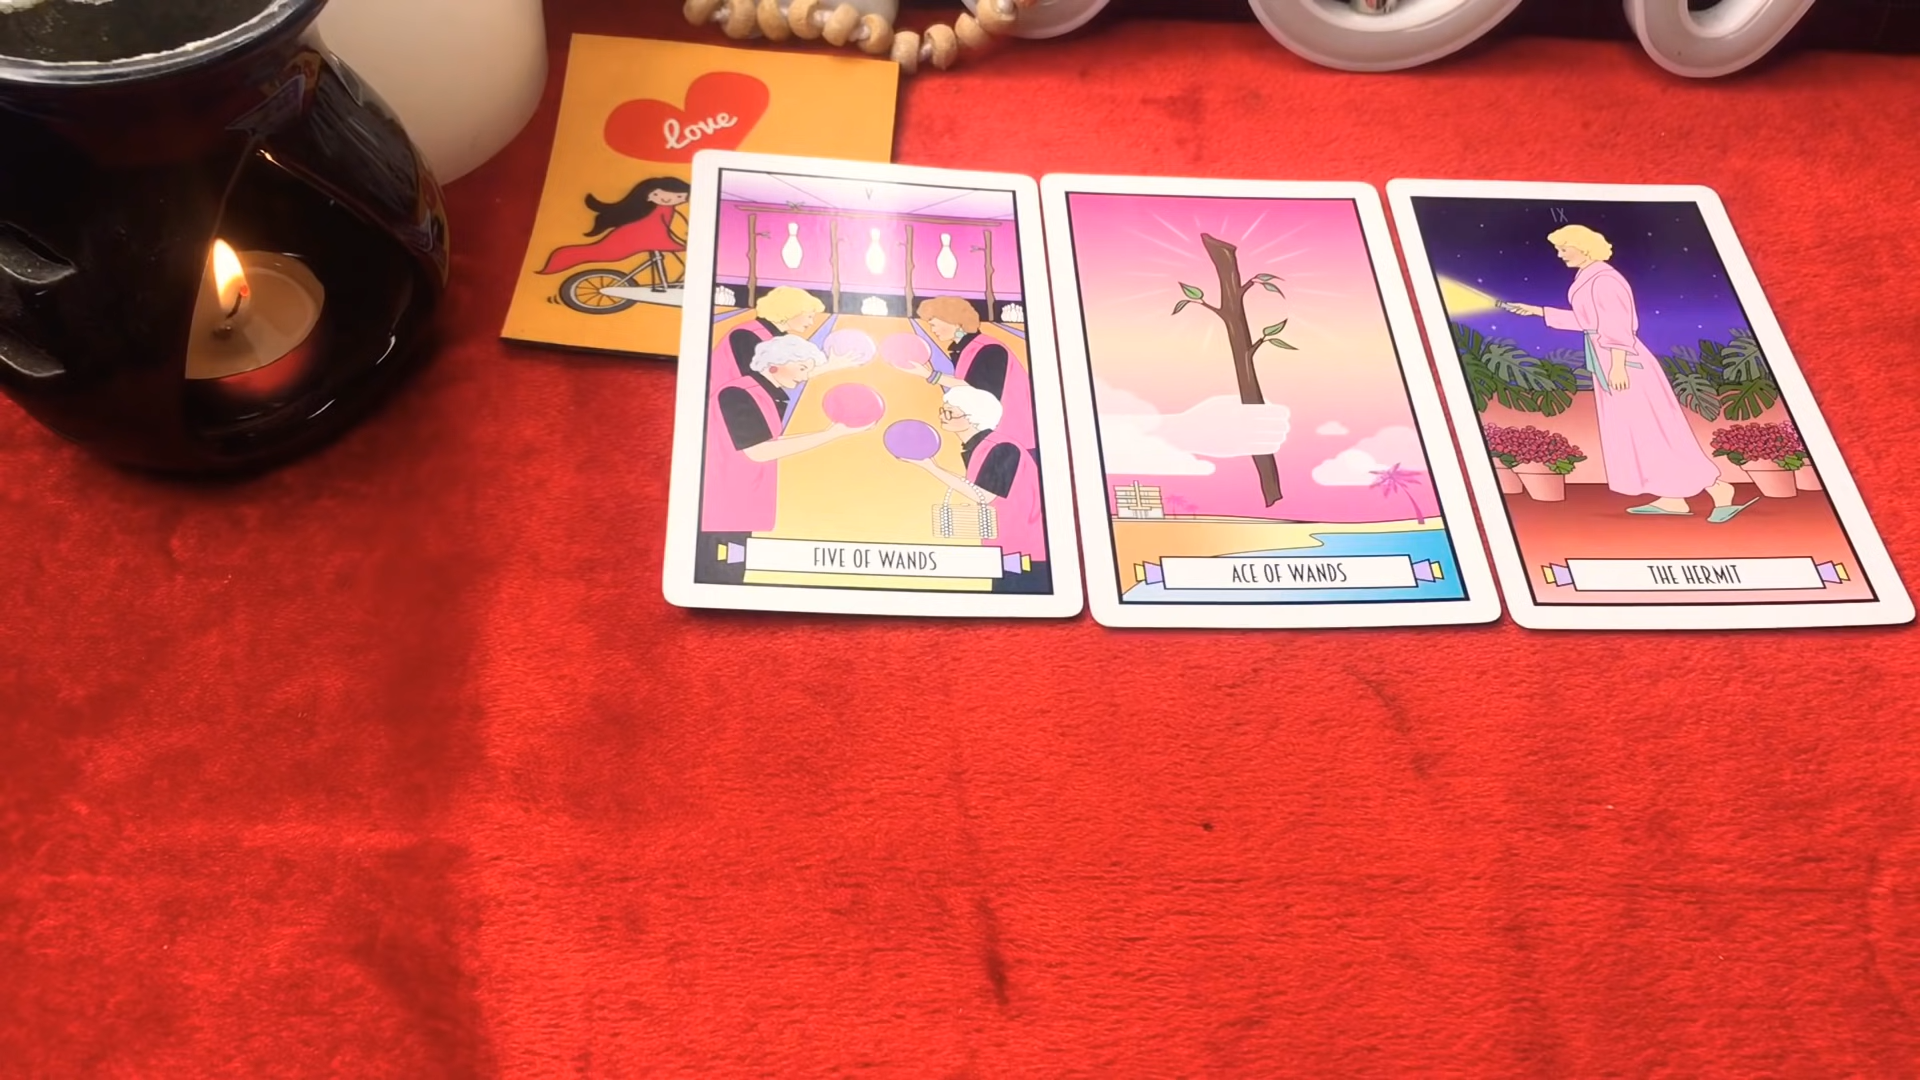 love
V
FIVE OF WANDS
ACE OF WANDS
IX
THE HERMIT